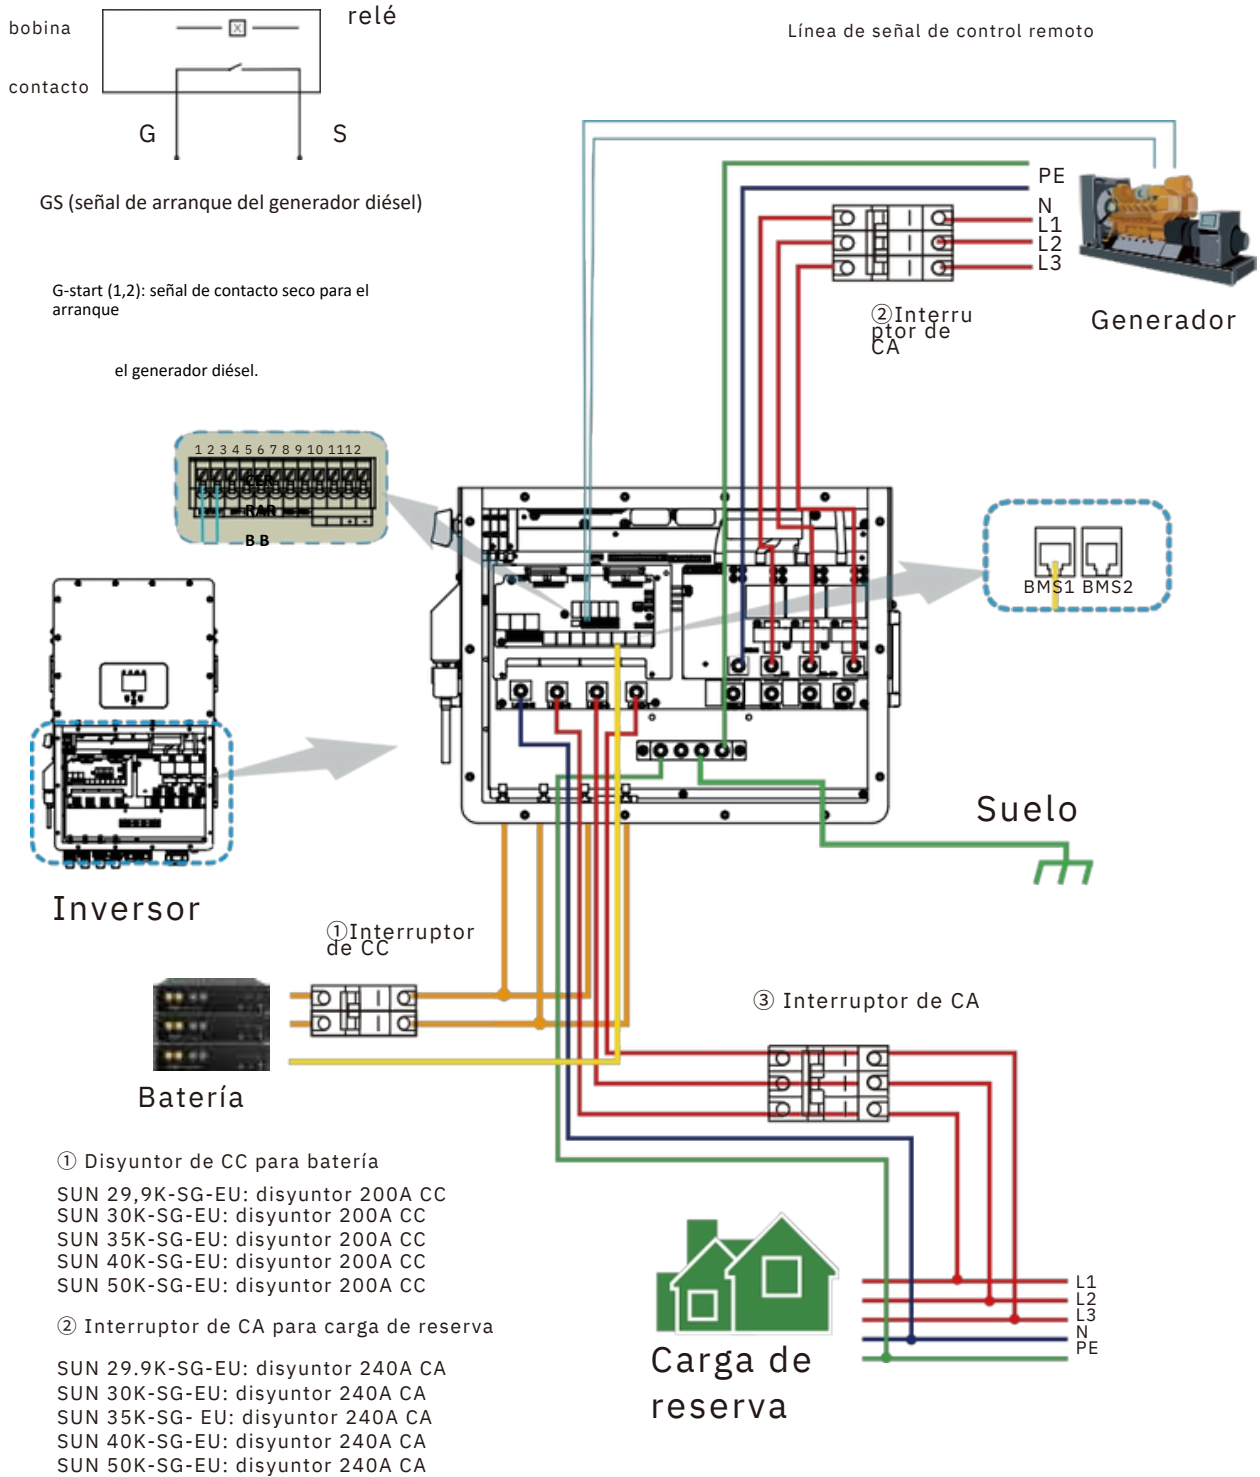 relé
bobina
contacto
G
S
Línea de señal de control remoto
GS (señal de arranque del generador diésel)
G-start (1,2): señal de contacto seco para el
arranque
el generador diésel.
PE
N
L1
L2
L3
②Interru
ptor de
CA
Generador
1 2 3 4 5 6 7 8 9 10 1112
CER
RAR
B B
BMS1 BMS2
Suelo
Inversor
①Interruptor
de CC
③ Interruptor de CA
Batería
① Disyuntor de CC para batería
SUN 29,9K-SG-EU: disyuntor 200A CC
SUN 30K-SG-EU: disyuntor 200A CC
SUN 35K-SG-EU: disyuntor 200A CC
SUN 40K-SG-EU: disyuntor 200A CC
SUN 50K-SG-EU: disyuntor 200A CC
② Interruptor de CA para carga de reserva
SUN 29.9K-SG-EU: disyuntor 240A CA
SUN 30K-SG-EU: disyuntor 240A CA
SUN 35K-SG- EU: disyuntor 240A CA
SUN 40K-SG-EU: disyuntor 240A CA
SUN 50K-SG-EU: disyuntor 240A CA
L1
L2
L3
N
PE
Carga de
reserva